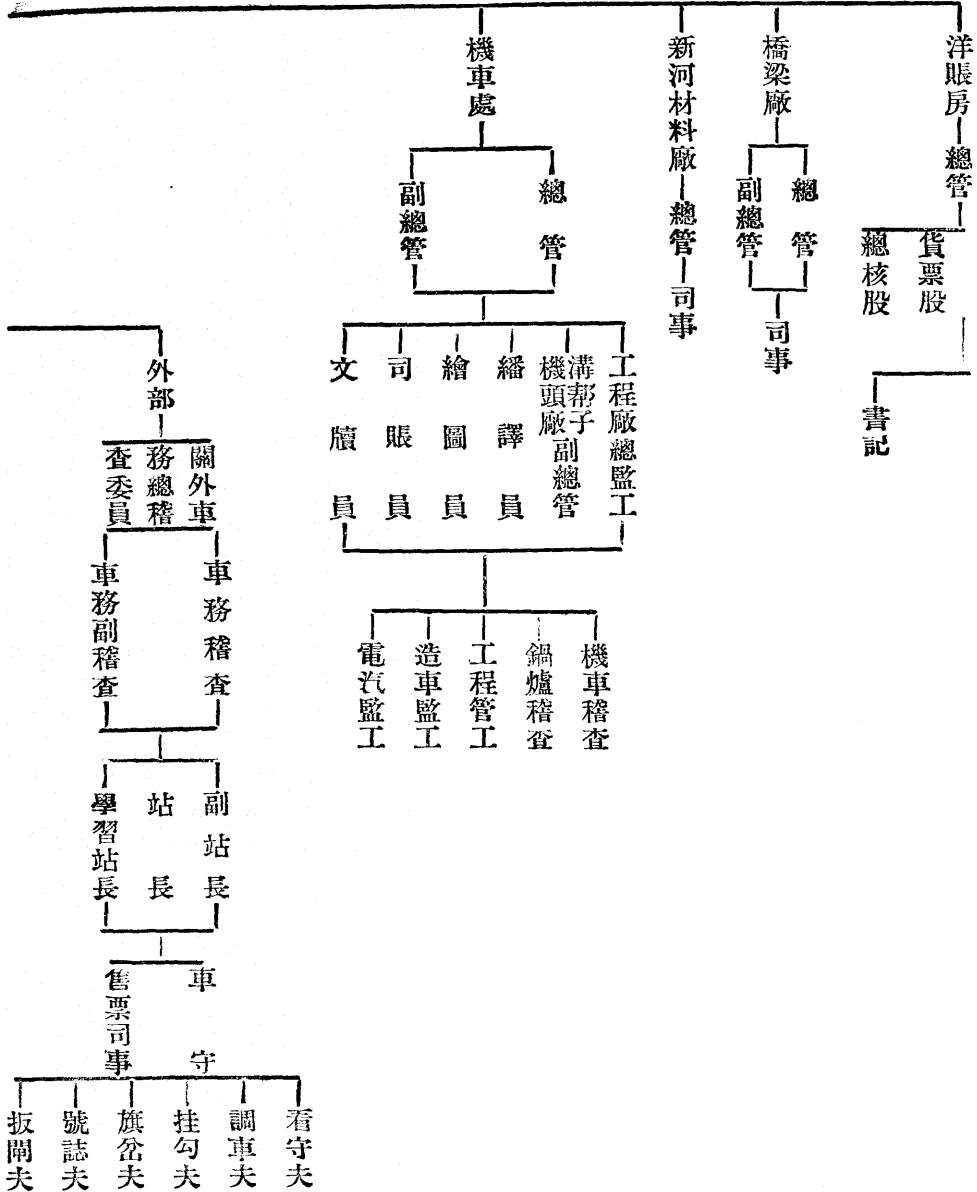 洋賬房
總管
貨票股
總核股
書記
橋梁廠
總管
副總管
司事
新河材料廠
總管
司事
機車處
總管
副總管
工程廠總監工
溝帮子
機頭廠副總管
繙譯員
繪圖員
司賬員
文牘員
機車稽查
鍋爐稽查
工程管工
造車監工
電汽監工
外部
關外車
務總稽
查委員
車務稽查
車務副稽查
副站長
站長
學習站長
車守
售票司事
看守夫
調車夫
挂勾夫
旗岔夫
號誌夫
扳閘夫